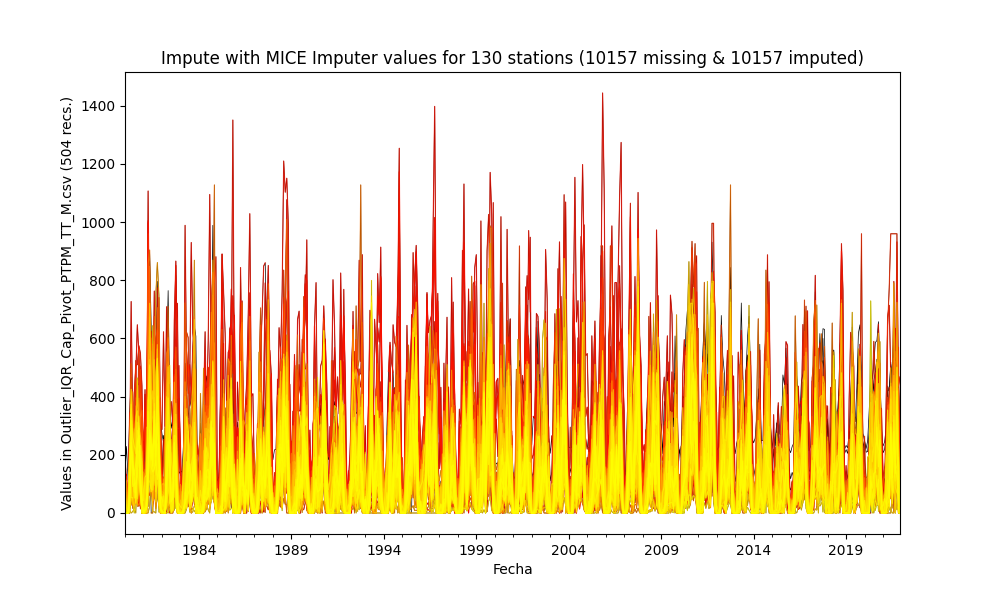 Impute with MICE Imputer values for 130 stations (10157 missing & 10157 imputed)
Values in Outlier_IQR_Cap_Pivot_PTPM_TT_M.csv (504 recs.)
1400
1200
1000
800
600
400
200
0
1984 1989 1994 1999 2004 2009 2014 2019
Fecha